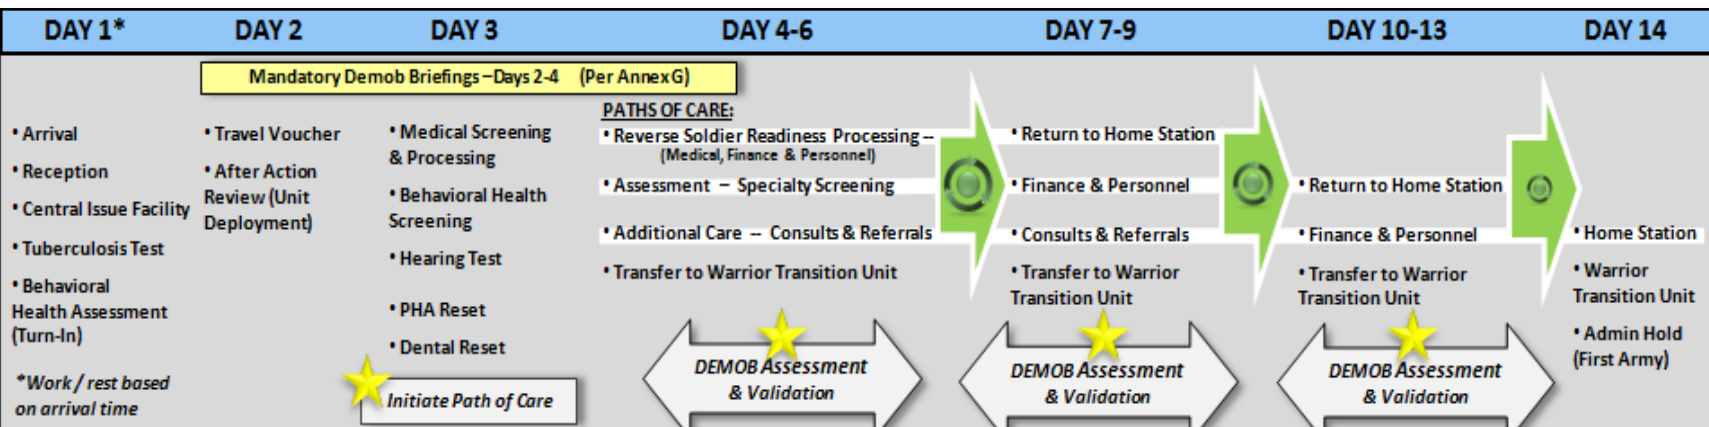 DAY 1*
DAY 2
DAY 3
DAY 4-6
DAY 7-9
DAY 10-13
DAY 14
Mandatory Demob Briefings –Days 2-4 (Per Annex G)
• Arrival
• Reception
• Central Issue Facility
• Tuberculosis Test
• Behavioral
Health Assessment
(Turn-In)
*Work / rest based
on arrival time
• Travel Voucher
• After Action
Review (Unit
Deployment)
• Medical Screening
& Processing
• Behavioral Health
Screening
• Hearing Test
• PHA Reset
• Dental Reset
Initiate Path of Care
PATHS OF CARE:
• Reverse Soldier Readiness Processing --
(Medical, Finance & Personnel)
• Assessment – Specialty Screening
• Additional Care -- Consults & Referrals
• Transfer to Warrior Transition Unit
DEMOB Assessment
& Validation
• Return to Home Station
• Finance & Personnel
• Consults & Referrals
• Transfer to Warrior
Transition Unit
DEMOB Assessment
& Validation
• Return to Home Station
• Finance & Personnel
• Transfer to Warrior
Transition Unit
DEMOB Assessment
& Validation
• Home Station
• Warrior
Transition Unit
• Admin Hold
(First Army)